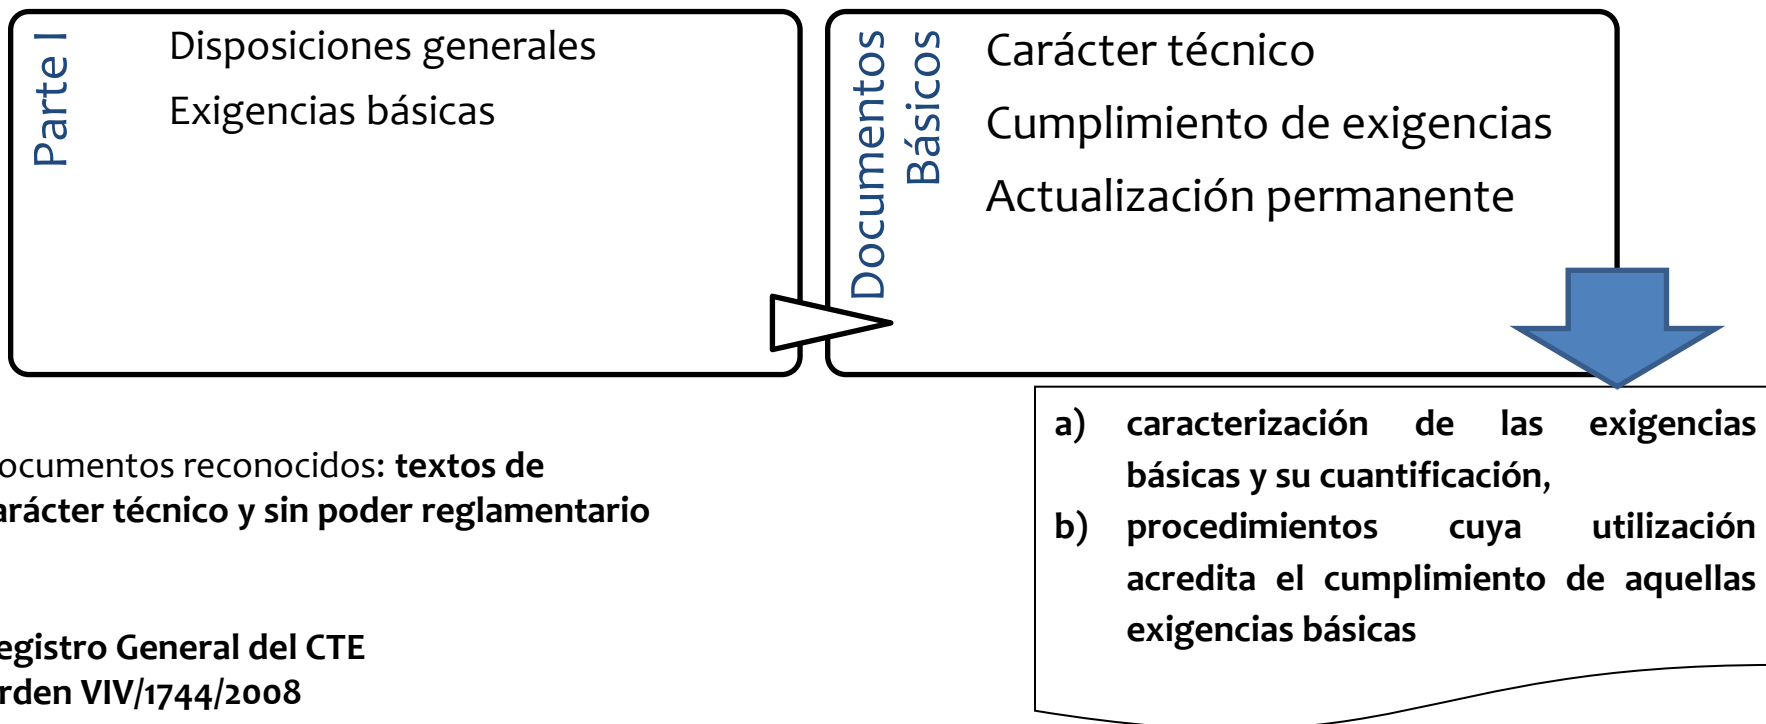 Parte I
Disposiciones generales
Exigencias básicas
Documentos
Básicos
Carácter técnico
Cumplimiento de exigencias
Actualización permanente
a) caracterización de las exigencias
básicas y su cuantificación,
b) procedimientos cuya utilización
acredita el cumplimiento de aquellas
exigencias básicas
ocumentos reconocidos: textos de
arácter técnico y sin poder reglamentario
egistro General del CTE
rden VIV/1744/2008